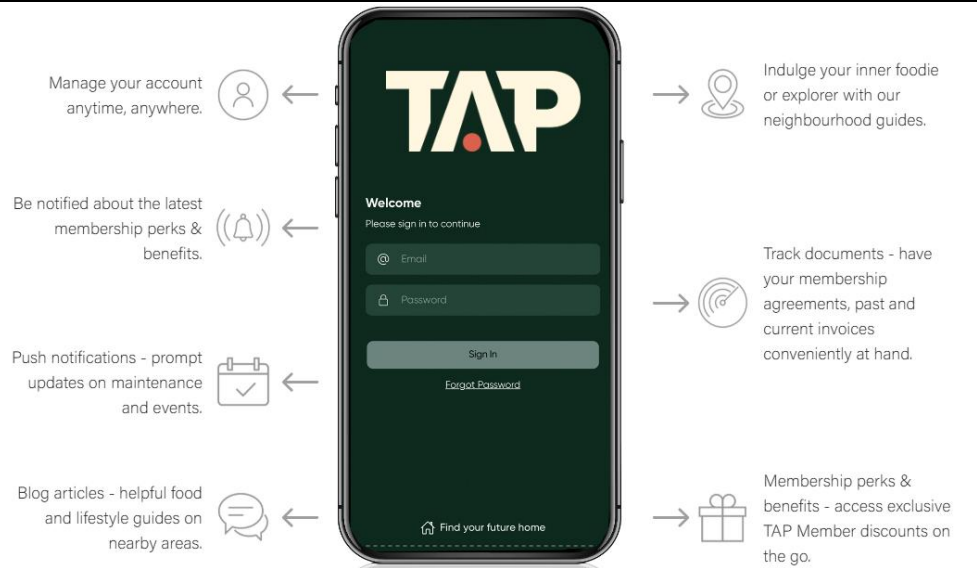 Manage your account
anytime, anywhere.
Be notified about the latest
membership perks &
benefits.
Push notifications - prompt
updates on maintenance
and events.
Blog articles - helpful food
and lifestyle guides on
nearby areas.
TAP
Welcome
Please sign in to continue
@ Email
Password
Sign In
Forgot Password
Find your future home
Indulge your inner foodie
or explorer with our
neighbourhood guides.
Track documents - have
your membership
agreements, past and
current invoices
conveniently at hand.
Membership perks &
benefits - access exclusive
TAP Member discounts on
the go.